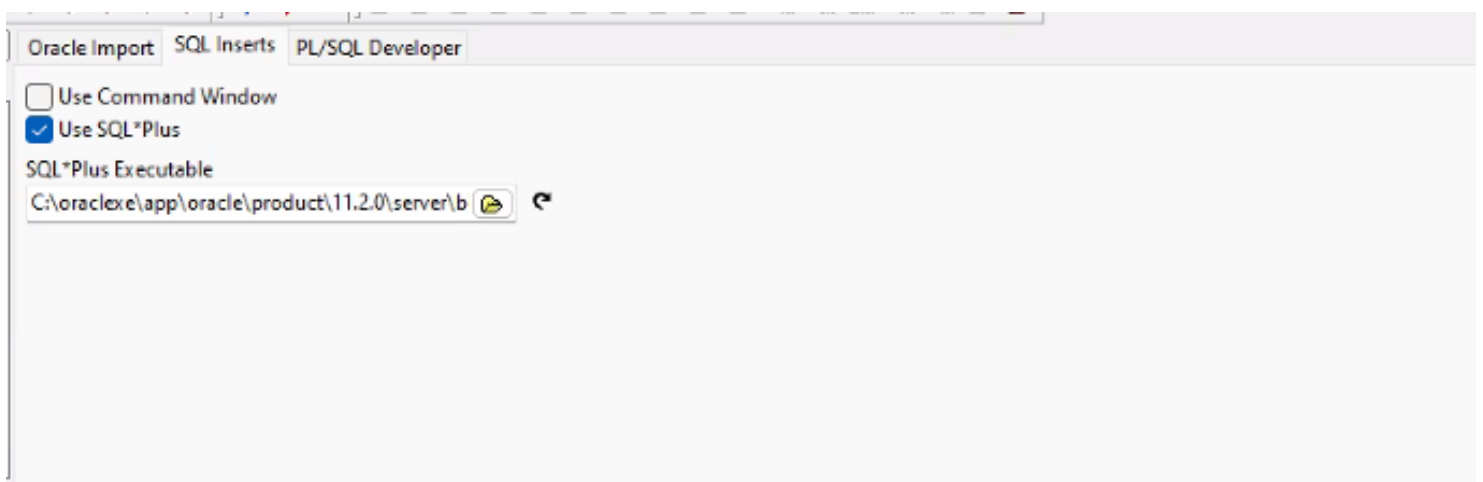 Oracle Import SQL Inserts PL/SQL Developer
Use Command Window
Use SQL*Plus
SQL*Plus Executable
C:\oraclexe\app\oracle\product\11.2.0\server\b